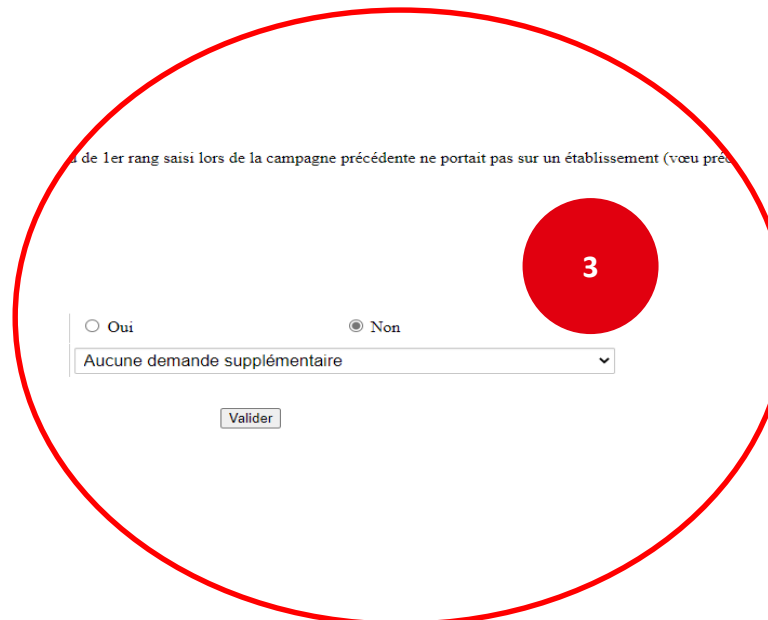 de 1er rang saisi lors de la campagne précédente ne portait pas sur un établissement (vœu
3
Oui Non
Aucune demande supplémentaire
Valider